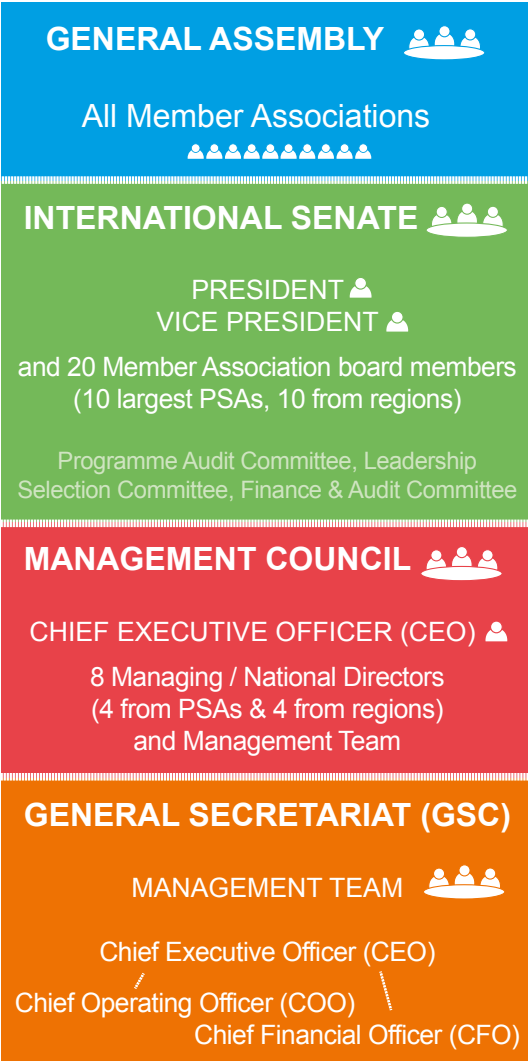 GENERAL ASSEMBLY
All Member Associations
INTERNATIONAL SENATE
PRESIDENT
VICE PRESIDENT
and 20 Member Association board members
(10 largest PSAs, 10 from regions)
Programme Audit Committee, Leadership
Selection Committee, Finance & Audit Committee
MANAGEMENT COUNCIL
CHIEF EXECUTIVE OFFICER (CEO)
8 Managing / National Directors
(4 from PSAs & 4 from regions)
and Management Team
GENERAL SECRETARIAT (GSC)
MANAGEMENT TEAM
Chief Executive Officer (CEO)
Chief Operating Officer (COO)
Chief Financial Officer (CFO)